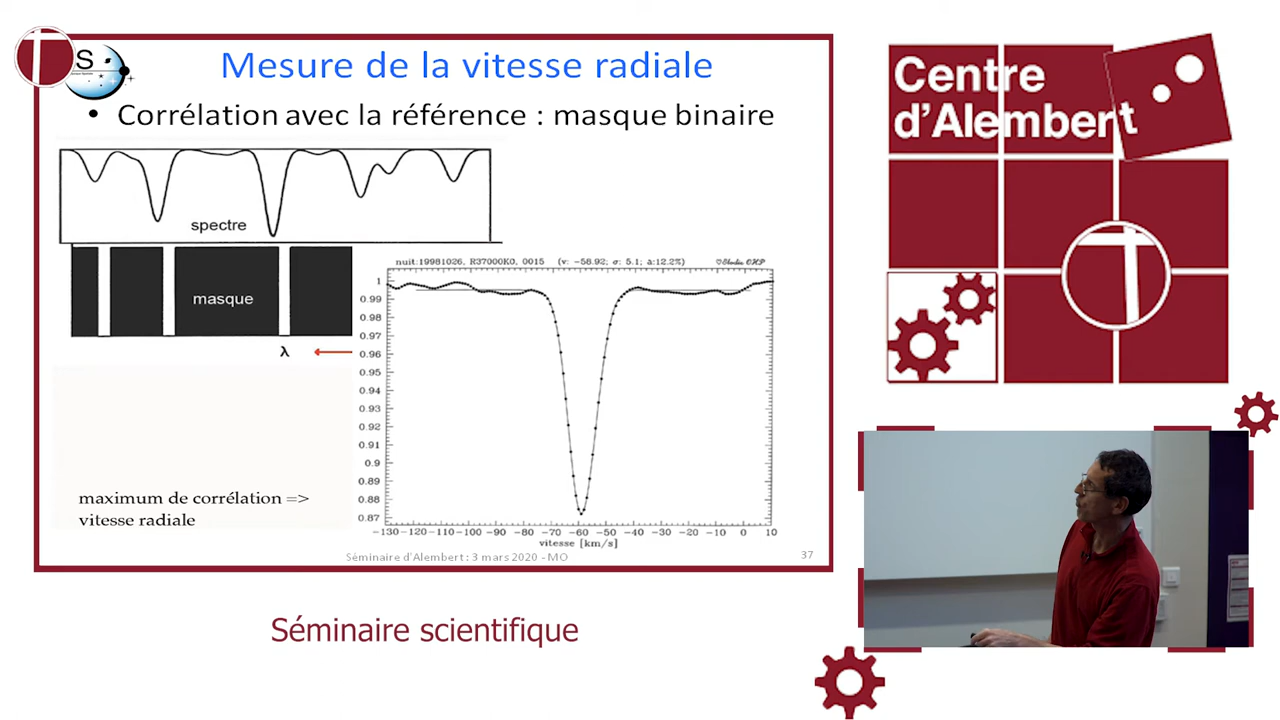 S
Mesure de la vitesse radiale
• Corrélation avec la référence : masque binaire
spectre
masque
λ
nuit:19981026, R37000K0, 0015 (v: −58.92; σ: 5.1; a:12.2%)
1
0.99
0.98
0.97
0.96
0.95
0.94
0.93
0.92
0.91
0.9
0.89
0.88
0.87
−130 −120 −110 −100 −90 −80 −70 −60 −50 −40 −30 −20 −10 0 10
vitesse [km/s]
maximum de corrélation =>
vitesse radiale
Séminaire d'Alembert : 3 mars 2020 - MO
37
Séminaire scientifique
Centre
d'Alembert